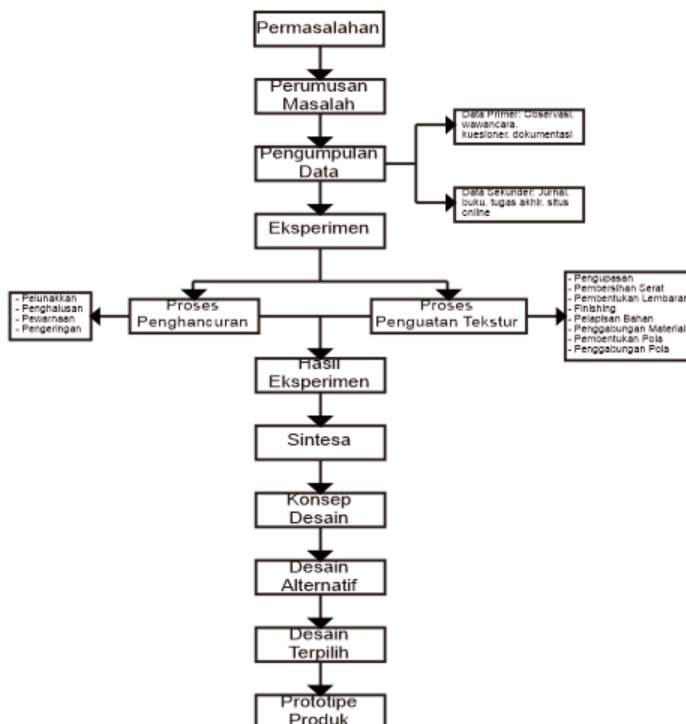 Permasalahan
Perumusan
Masalah
Pengumpulan
Data
Data Primer: Observasi,
wawancara,
kuesioner, dokumentasi
Data Sekunder: Jurnal,
buku, tugas akhir, situs
online
Eksperimen
Proses
Penghancuran
- Pelunakkan
- Penghalusan
- Pewarnaan
- Pengeringan
Proses
Penguatan Tekstur
- Pengupasan
- Pembersihan Serat
- Pembentukan Lembaran
- Finishing
- Pelapisan Bahan
- Penggabungan Material
- Pembentukan Pola
- Penggabungan Pola
Hasil
Eksperimen
Sintesa
Konsep
Desain
Desain
Alternatif
Desain
Terpilih
Prototipe
Produk